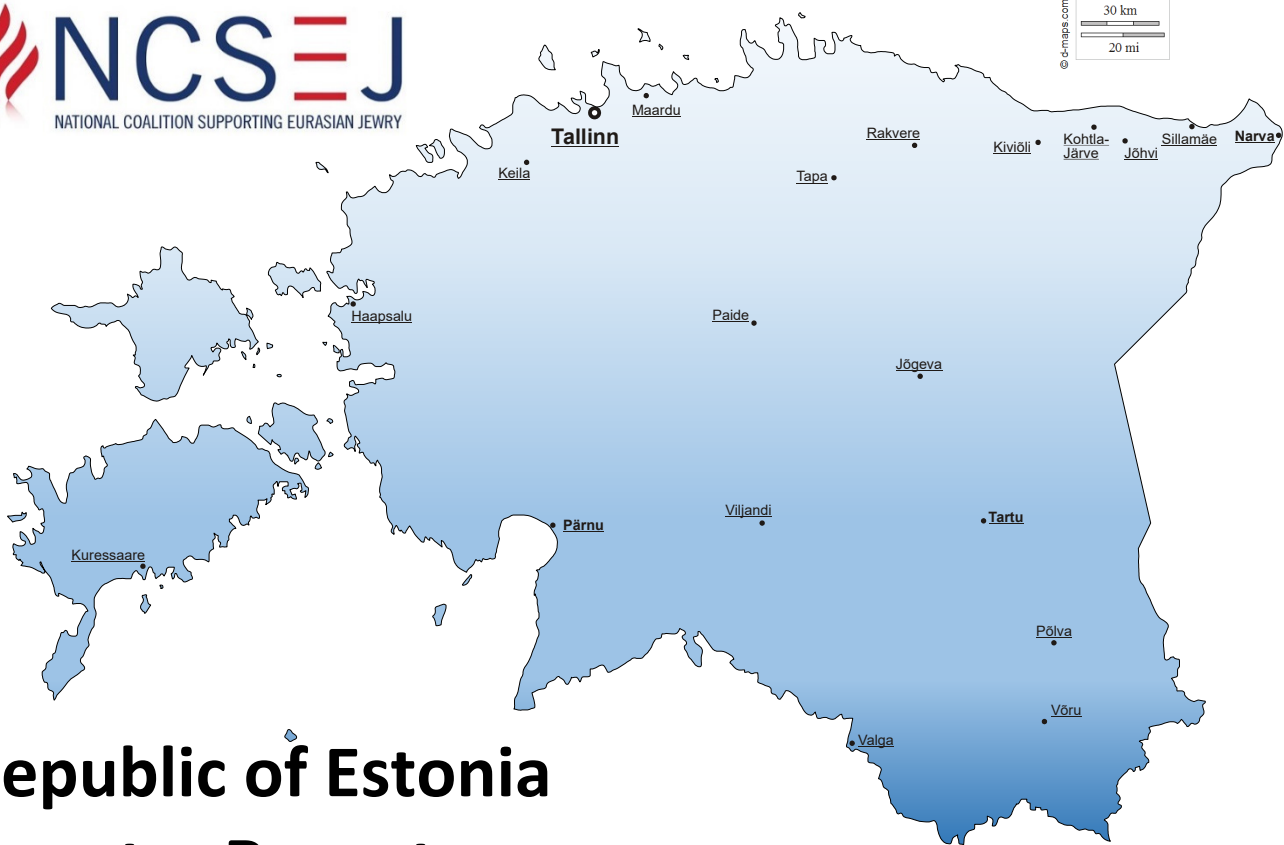 NCSEJ
NATIONAL COALITION SUPPORTING EURASIAN JEWRY
30 km
20 mi
© d-maps.com
Maardu
Tallinn
Keila
Rakvere
Tapa
Kiviõli
Kohtla-
Järve
Jõhvi
Sillamäe
Narva
Haapsalu
Paide
Jõgeva
Kuressaare
Pärnu
Viljandi
Tartu
Põlva
Võru
Valga
epublic of Estonia